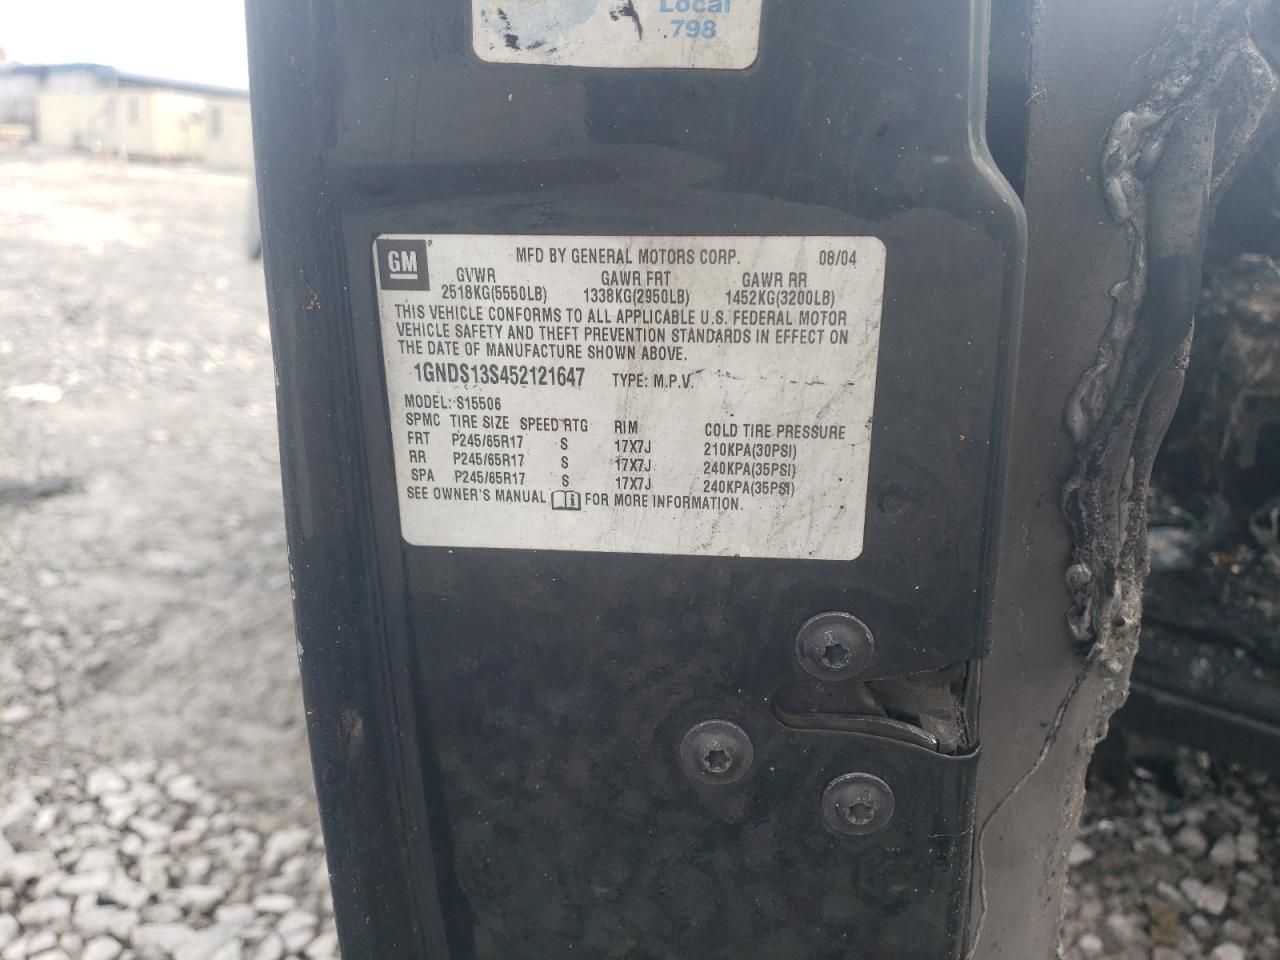 Local
798
GM
MFD BY GENERAL MOTORS CORP. 08/04
GVWR GAWR FRT GAWR RR
2518KG(5550LB) 1338KG(2950LB) 1452KG(3200LB)
THIS VEHICLE CONFORMS TO ALL APPLICABLE U.S. FEDERAL MOTOR
VEHICLE SAFETY AND THEFT PREVENTION STANDARDS IN EFFECT ON
THE DATE OF MANUFACTURE SHOWN ABOVE.
1GNDS13S452121647 TYPE: M.P.V.
MODEL: S15506
SPMC TIRE SIZE SPEED RTG RIM COLD TIRE PRESSURE
FRT P245/65R17 S 17X7J 210KPA(30PSI)
RR P245/65R17 S 17X7J 240KPA(35PSI)
SPA P245/65R17 S 17X7J 240KPA(35PSI)
SEE OWNER'S MANUAL FOR MORE INFORMATION.